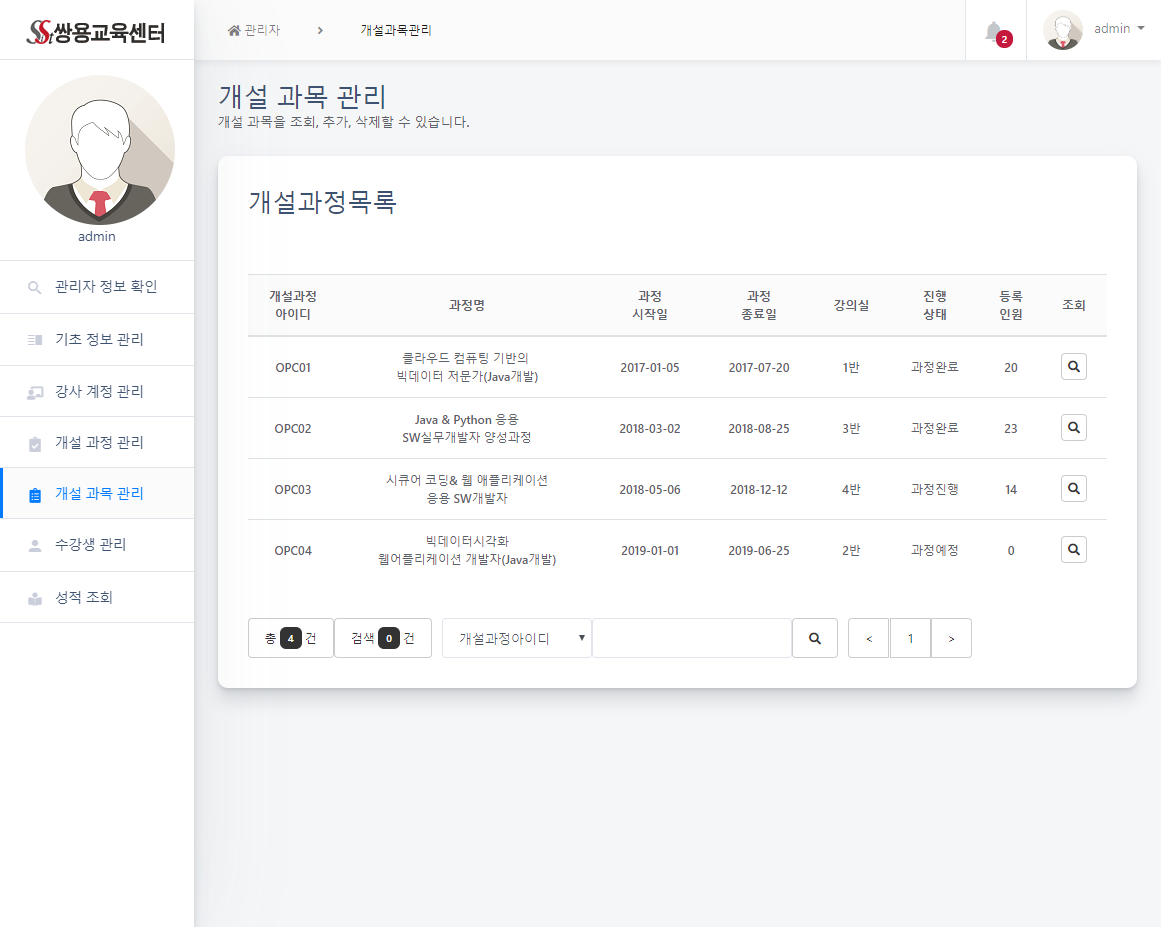 쌍용교육센터
관리자 > 개설과목관리
2
admin
admin
관리자 정보 확인
기초 정보 관리
강사 계정 관리
개설 과정 관리
개설 과목 관리
수강생 관리
성적 조회
개설 과목 관리
개설 과목을 조회, 추가, 삭제할 수 있습니다.
개설과정목록
개설과정 아이디 과정명 과정 시작일 과정 종료일 강의실 진행 상태 등록 인원 조회
OPC01 클라우드 컴퓨팅 기반의 빅데이터 저문가(Java개발) 2017-01-05 2017-07-20 1반 과정완료 20
OPC02 Java & Python 응용 SW실무개발자 양성과정 2018-03-02 2018-08-25 3반 과정완료 23
OPC03 시큐어 코딩& 웹 애플리케이션 응용 SW개발자 2018-05-06 2018-12-12 4반 과정진행 14
OPC04 빅데이터시각화 웹어플리케이션 개발자(Java개발) 2019-01-01 2019-06-25 2반 과정예정 0
총 4 건 검색 0 건 개설과정아이디 < 1 >